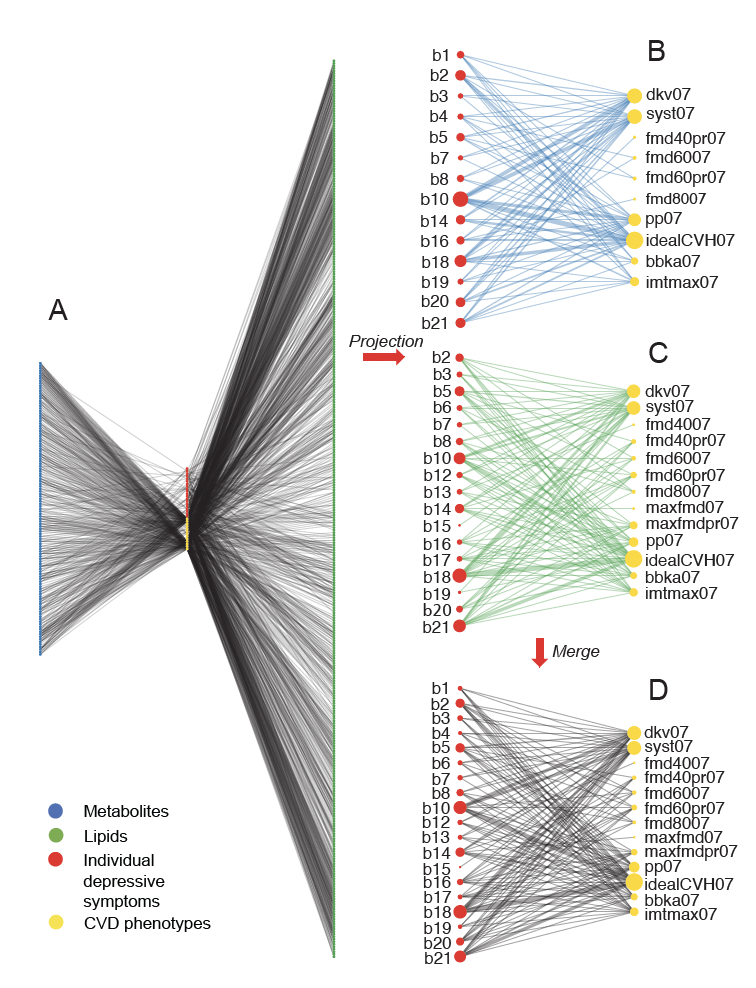 A
Metabolites
Lipids
Individual
depressive
symptoms
CVD phenotypes
Projection
B
b1
b2
b3
b4
b5
b7
b8
b10
b14
b16
b18
b19
b20
b21
dkv07
syst07
fmd40pr07
fmd6007
fmd60pr07
fmd8007
pp07
idealCVH07
bbka07
imtmax07
C
b2
b3
b5
b6
b7
b8
b10
b12
b13
b14
b15
b16
b17
b18
b19
b20
b21
dkv07
syst07
fmd4007
fmd40pr07
fmd6007
fmd60pr07
fmd8007
maxfmd07
maxfmdpr07
pp07
idealCVH07
bbka07
imtmax07
Merge
D
b1
b2
b3
b4
b5
b6
b7
b8
b10
b12
b13
b14
b15
b16
b17
b18
b19
b20
b21
dkv07
syst07
fmd4007
fmd40pr07
fmd6007
fmd60pr07
fmd8007
maxfmd07
maxfmdpr07
pp07
idealCVH07
bbka07
imtmax07